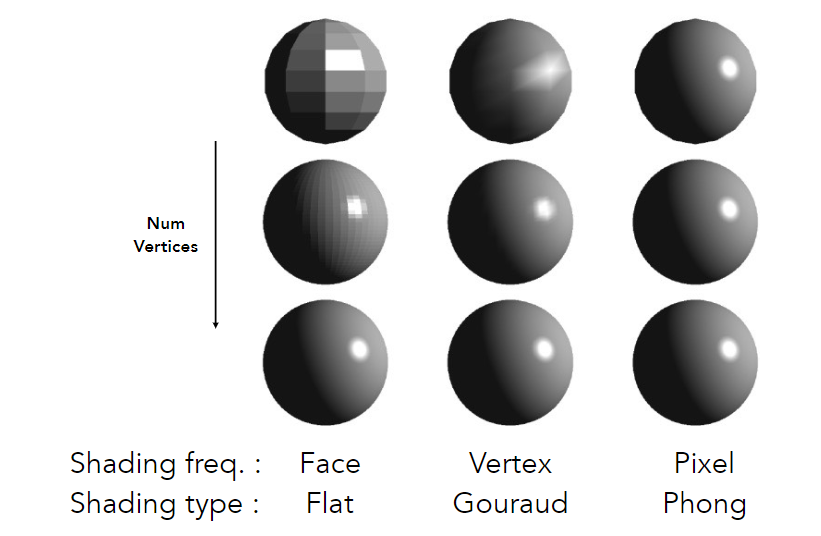 Num
Vertices
Shading freq. : Face Vertex Pixel
Shading type : Flat Gouraud Phong